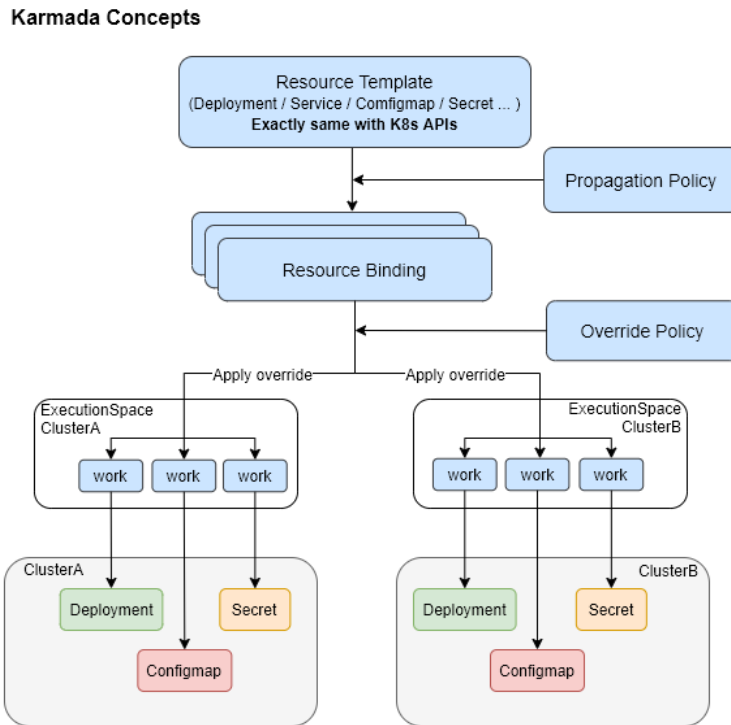 Karmada Concepts
Resource Template
(Deployment / Service / Comfigmap / Secret ... )
Exactly same with K8s APIs
Propagation Policy
Resource Binding
Override Policy
Apply override
Apply override
ExecutionSpace
ClusterA
work
work
work
ExecutionSpace
ClusterB
work
work
work
ClusterA
Deployment
Secret
Configmap
ClusterB
Deployment
Secret
Configmap